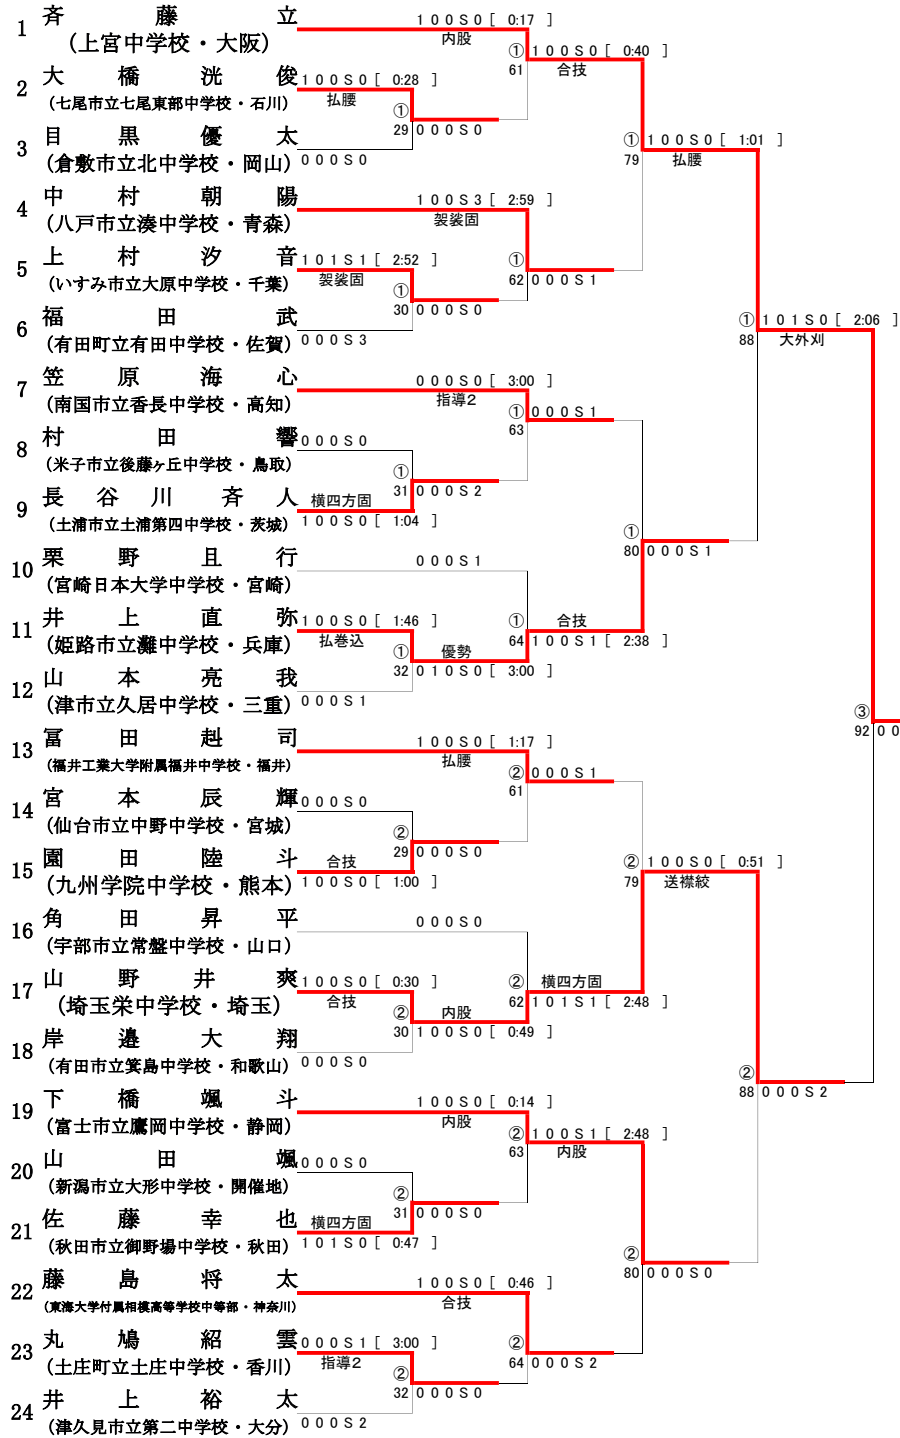 斉藤立 1 0 0 S 0 [ 0:17 ]
1 (上宮中学校・大阪) 内股
① 1 0 0 S 0 [ 0:40 ]
61 合技
大橋洸俊 1 0 0 S 0 [ 0:28 ]
2 (七尾市立七尾東部中学校・石川) 払腰
①
29 0 0 0 S 0
目黒優太
3 (倉敷市立北中学校・岡山) 0 0 0 S 0
① 1 0 0 S 0 [ 1:01 ]
79 払腰
中村朝陽 1 0 0 S 3 [ 2:59 ]
4 (八戸市立湊中学校・青森) 袈裟固
上村汐音 1 0 1 S 1 [ 2:52 ]
5 (いすみ市立大原中学校・千葉) 袈裟固
①
62 0 0 0 S 1
①
30 0 0 0 S 0
福田武
6 (有田町立有田中学校・佐賀) 0 0 0 S 3
① 1 0 1 S 0 [ 2:06 ]
88 大外刈
笠原海心 0 0 0 S 0 [ 3:00 ]
7 (南国市立香長中学校・高知) 指導2
① 0 0 0 S 1
63
村田響 0 0 0 S 0
8 (米子市立後藤ヶ丘中学校・鳥取)
①
31 0 0 0 S 2
長谷川斉人 横四方固
9 (土浦市立土浦第四中学校・茨城) 1 0 0 S 0 [ 1:04 ]
①
80 0 0 0 S 1
栗野且行 0 0 0 S 1
10 (宮崎日本大学中学校・宮崎)
井上直弥 1 0 0 S 0 [ 1:46 ]
11 (姫路市立灘中学校・兵庫) 払巻込
① 合技
64 1 0 0 S 1 [ 2:38 ]
① 優勢
32 0 1 0 S 0 [ 3:00 ]
山本亮我
12 (津市立久居中学校・三重) 0 0 0 S 1
③
92 0 0
冨田赳司 1 0 0 S 0 [ 1:17 ]
13 (福井工業大学附属福井中学校・福井) 払腰
② 0 0 0 S 1
61
宮本辰輝 0 0 0 S 0
14 (仙台市立中野中学校・宮城)
②
29 0 0 0 S 0
園田陸斗 合技
15 (九州学院中学校・熊本) 1 0 0 S 0 [ 1:00 ]
② 1 0 0 S 0 [ 0:51 ]
79 送襟絞
角田昇平 0 0 0 S 0
16 (宇部市立常盤中学校・山口)
山野井爽 1 0 0 S 0 [ 0:30 ]
17 (埼玉栄中学校・埼玉) 合技
② 横四方固
62 1 0 1 S 1 [ 2:48 ]
② 内股
30 1 0 0 S 0 [ 0:49 ]
岸邉大翔
18 (有田市立箕島中学校・和歌山) 0 0 0 S 0
②
88 0 0 0 S 2
下橋颯斗 1 0 0 S 0 [ 0:14 ]
19 (富士市立鷹岡中学校・静岡) 内股
② 1 0 0 S 1 [ 2:48 ]
63 内股
山田颯 0 0 0 S 0
20 (新潟市立大形中学校・開催地)
②
31 0 0 0 S 0
佐藤幸也 横四方固
21 (秋田市立御野場中学校・秋田) 1 0 1 S 0 [ 0:47 ]
②
80 0 0 0 S 0
藤島将太 1 0 0 S 0 [ 0:46 ]
22 (東海大学付属相模高等学校中等部・神奈川) 合技
丸鳩紹雲 0 0 0 S 1 [ 3:00 ]
23 (土庄町立土庄中学校・香川) 指導2
②
64 0 0 0 S 2
②
32 0 0 0 S 0
井上裕太
24 (津久見市立第二中学校・大分) 0 0 0 S 2